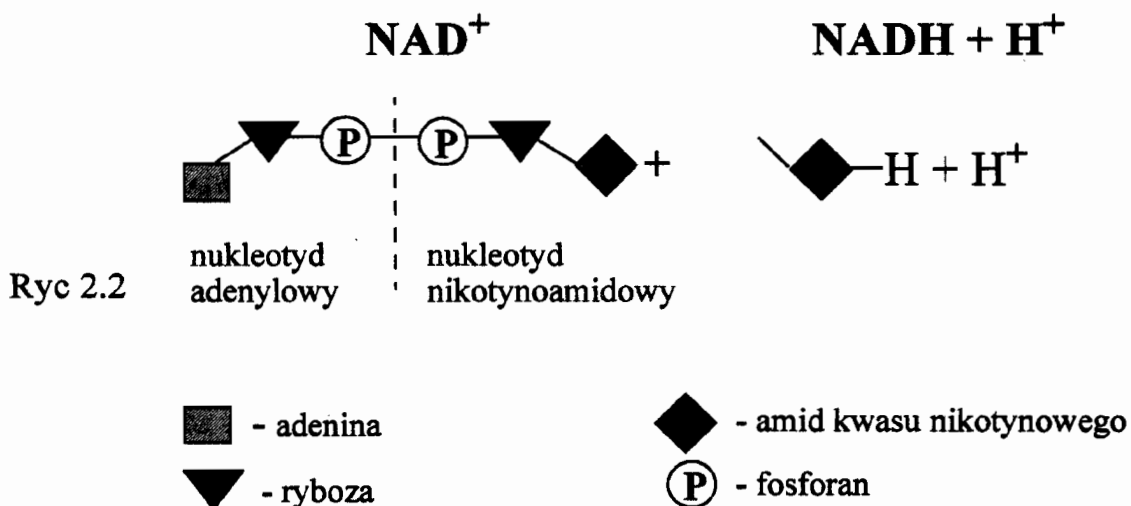 NAD+ NADH + H+
P P + H + H+
nukleotyd nukleotyd
Ryc 2.2 adenylowy nikotynoamidowy
- adenina - amid kwasu nikotynowego
- ryboza P - fosforan